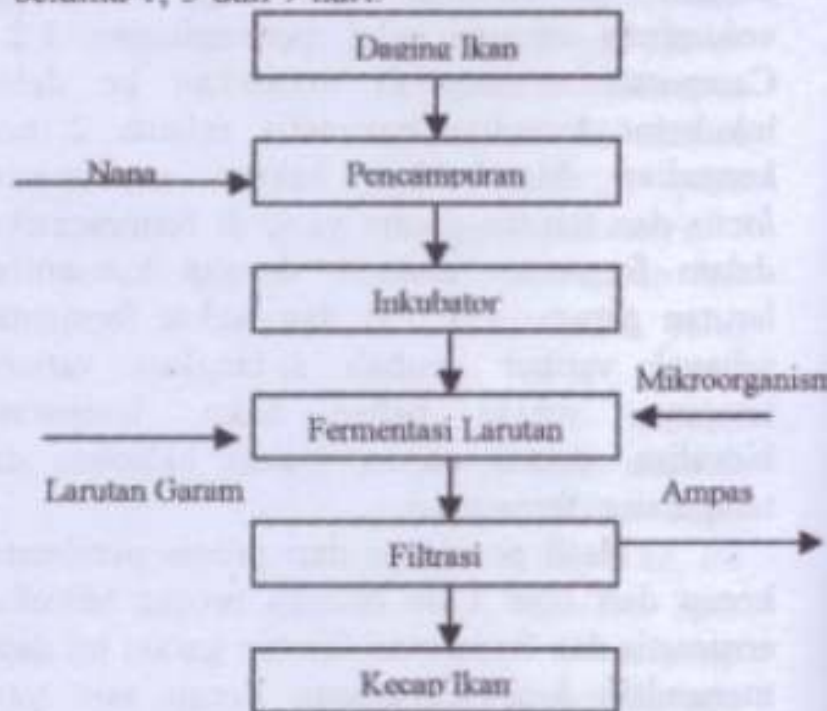 Daging Ikan
Nana
Pencampuran
Inkubator
Mikroorganism
Fermentasi Larutan
Larutan Garam
Ampas
Filtrasi
Kecap Ikan